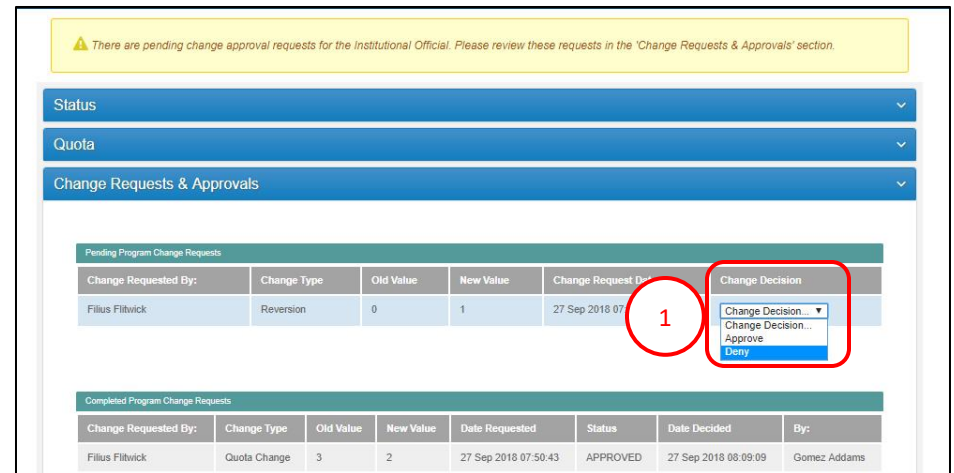 There are pending change approval requests for the Institutional Official. Please review these requests in the 'Change Requests & Approvals' section.
Status
Quota
Change Requests & Approvals
Pending Program Change Requests
Change Requested By: Change Type Old Value New Value Change Request Change Decision
Filius Flitwick Reversion 0 1 27 Sep 2018 Change Decision...
1
Change Decision...
Approve
Deny
Completed Program Change Requests
Change Requested By: Change Type Old Value New Value Date Requested Status Date Decided By:
Filius Flitwick Quota Change 3 2 27 Sep 2018 07:50:43 APPROVED 27 Sep 2018 08:09:09 Gomez Addams